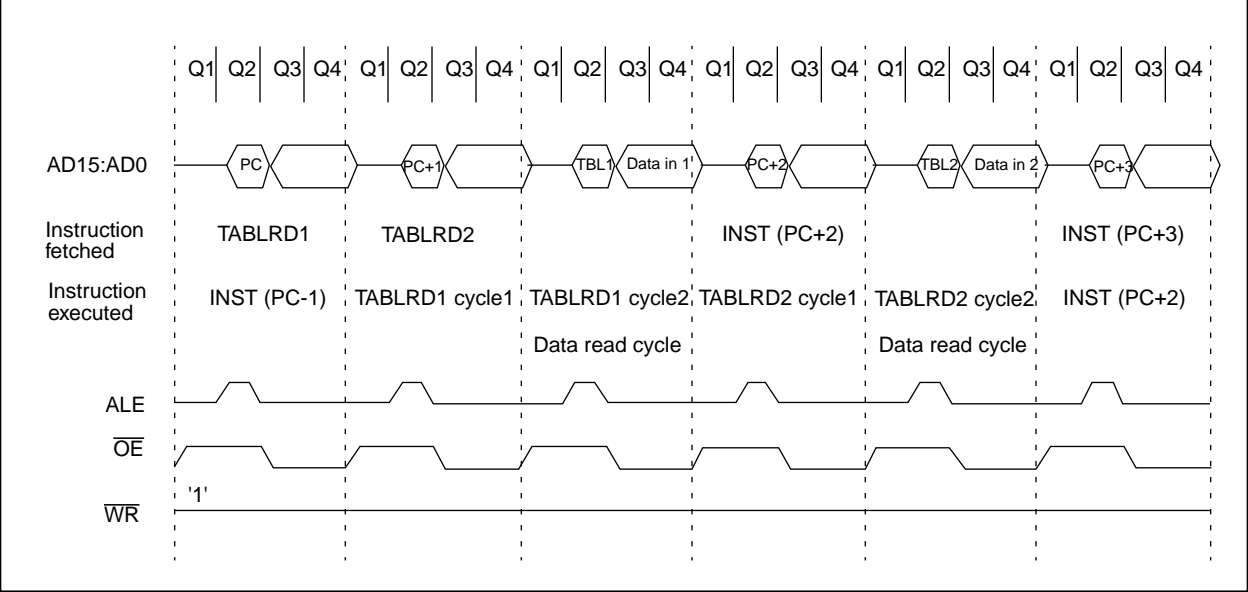 Q1 Q2 Q3 Q4 Q1 Q2 Q3 Q4 Q1 Q2 Q3 Q4 Q1 Q2 Q3 Q4 Q1 Q2 Q3 Q4 Q1 Q2 Q3 Q4
AD15:AD0 PC PC+1 TBL1 Data in 1 PC+2 TBL2 Data in 2 PC+3
Instruction
fetched
TABLRD1 TABLRD2 INST (PC+2) INST (PC+3)
Instruction
executed
INST (PC-1) TABLRD1 cycle1 TABLRD1 cycle2 TABLRD2 cycle1 TABLRD2 cycle2 INST (PC+2)
Data read cycle Data read cycle
ALE
OE
'1'
WR